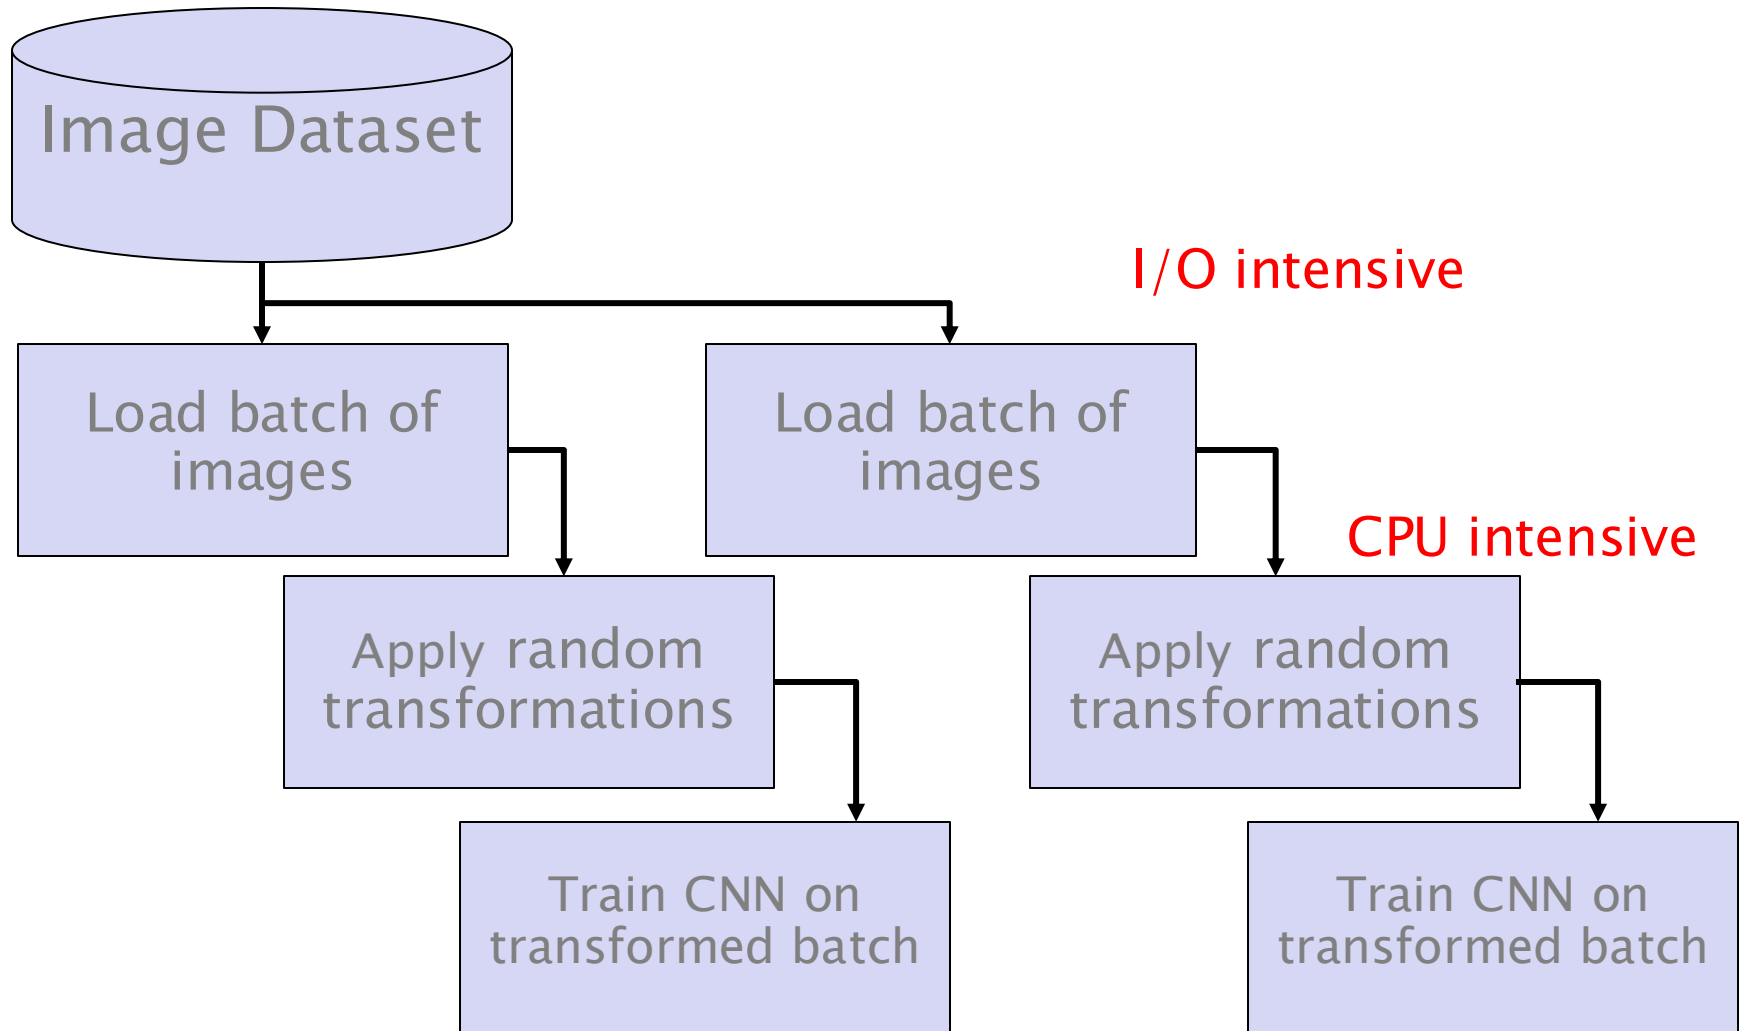 Image Dataset
I/O intensive
Load batch of
images
Load batch of
images
CPU intensive
Apply random
transformations
Apply random
transformations
Train CNN on
transformed batch
Train CNN on
transformed batch